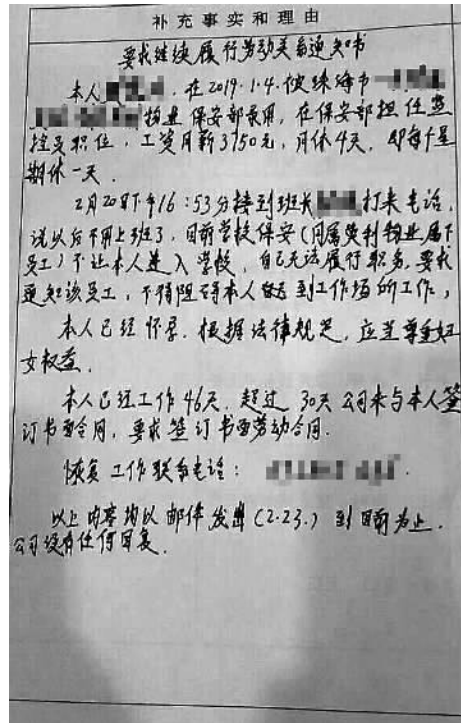 补充事实和理由
要求继续履行劳动关系通知书
本人 . 在2019.1.4.被珠海市
物业 保安部录用, 在保安部担任监
控员职位, 工资月薪3750元, 月休4天, 即每个星
期休一天.
2月20日下午16:53分接到班长 打来电话,
说以后不用上班了, 目前学校保安(同属 利物业属下
员工)不让本人进入学校, 自己无法履行职务, 要求
通知该员工, 不得阻碍本人 到工作场所工作,
本人已经怀孕. 根据法律规定, 应当尊重妇
女权益.
本人已经工作46天, 超过 30天 公司未与本人签
订书面合同, 要求签订书面劳动合同.
恢复工作联系电话: .
以上内容均以邮件发出(2.23.) 到目前为止.
公司没有任何回复.